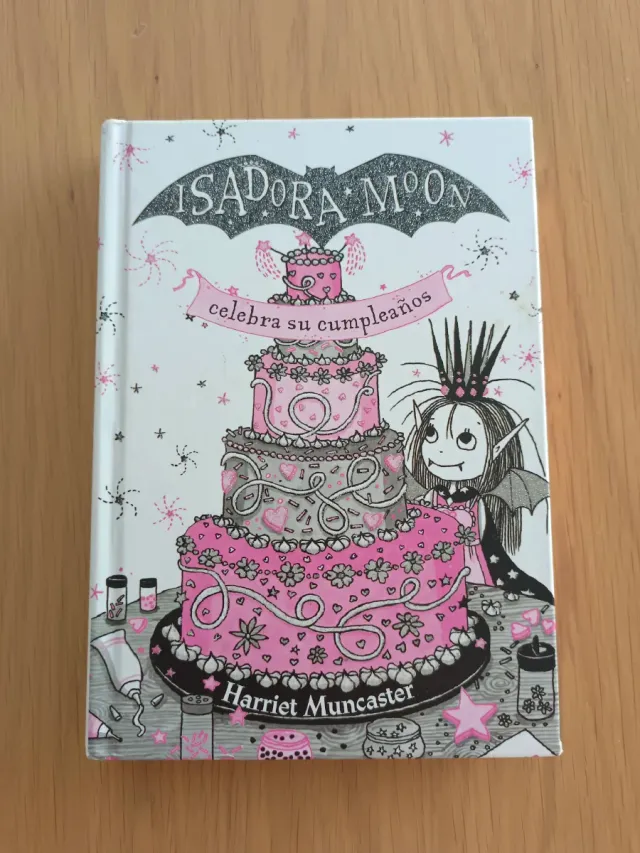 ISADORA MOON
celebra su cumpleaños
Harriet Muncaster